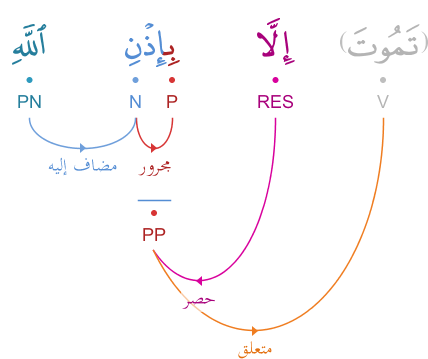 (تَمُوتَ) إِلَّا بِإِذْنِ ٱللَّهِ
V RES P N PN
مجرور مضاف إليه
PP
حصر
متعلق